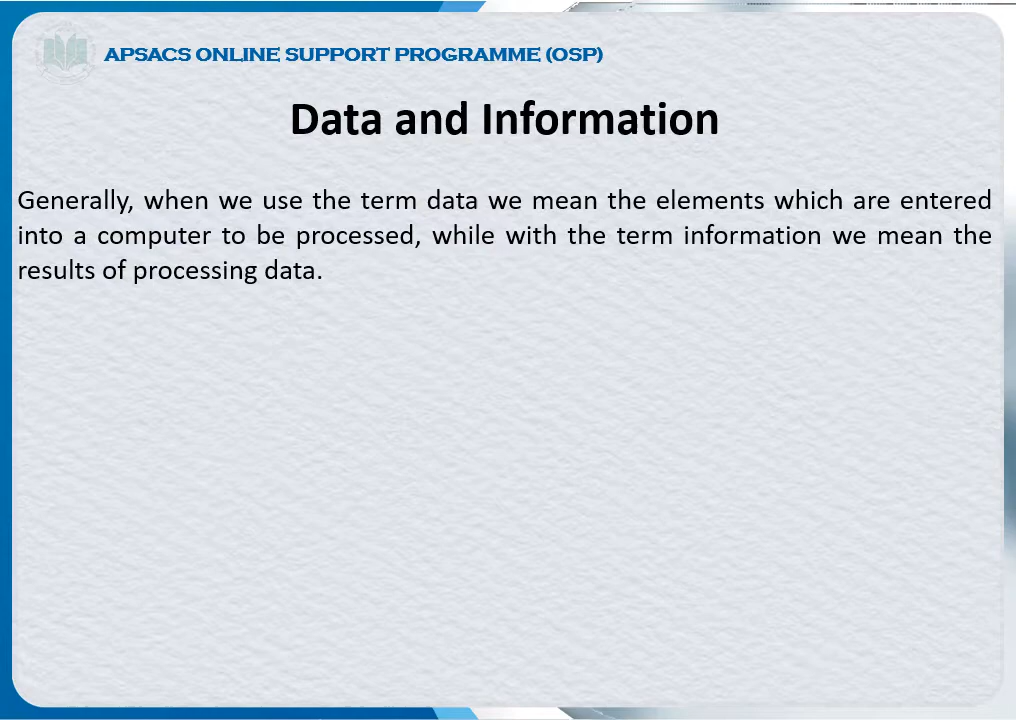 APSACS ONLINE SUPPORT PROGRAMME (OSP)
Data and Information
Generally, when we use the term data we mean the elements which are entered
into a computer to be processed, while with the term information we mean the
results of processing data.